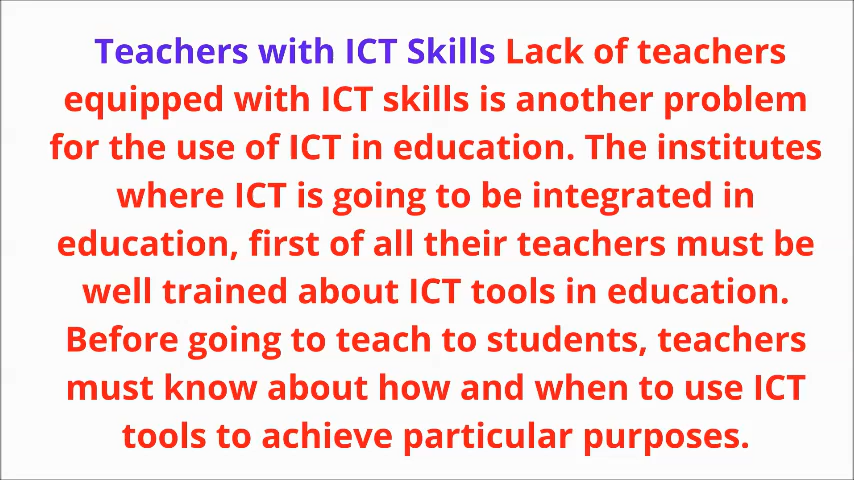 Teachers with ICT Skills Lack of teachers
equipped with ICT skills is another problem
for the use of ICT in education. The institutes
where ICT is going to be integrated in
education, first of all their teachers must be
well trained about ICT tools in education.
Before going to teach to students, teachers
must know about how and when to use ICT
tools to achieve particular purposes.